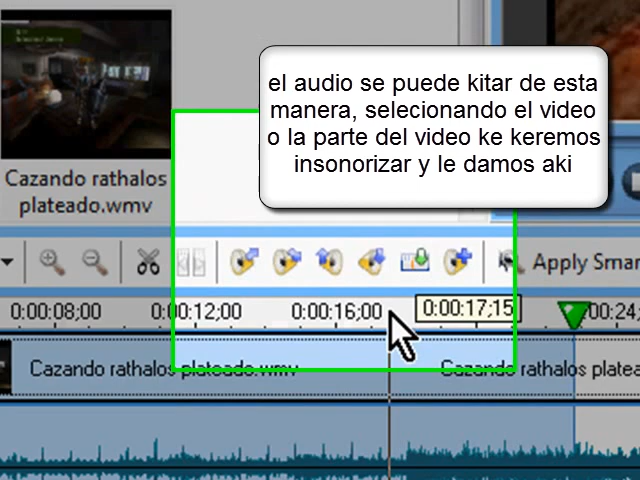 el audio se puede kitar de esta
manera, selecionando el video
o la parte del video ke keremos
insonorizar y le damos aki
Cazando rathalos
plateado.wmv
Apply Smar
0:00:08;00
0:00:12;00
0:00:16;00
0:00:17;15
00:24;
Cazando rathalos plateado.wmv
Cazando rathalos platea